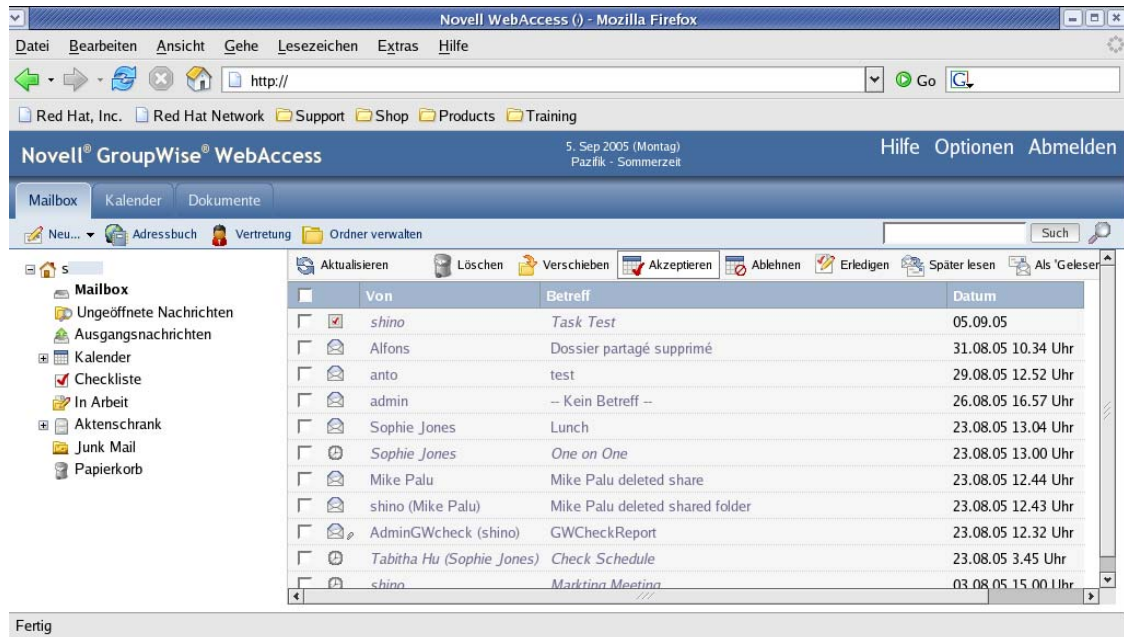 Novell WebAccess () - Mozilla Firefox
Datei Bearbeiten Ansicht Gehe Lesezeichen Extras Hilfe
http:// Go G
Red Hat, Inc. Red Hat Network Support Shop Products Training
Novell® GroupWise® WebAccess
5. Sep 2005 (Montag)
Pazifik - Sommerzeit
Hilfe Optionen Abmelden
Mailbox Kalender Dokumente
Neu... Adressbuch Vertretung Ordner verwalten Such
s
Mailbox
Ungeöffnete Nachrichten
Ausgangsnachrichten
Kalender
Checkliste
In Arbeit
Aktenschrank
Junk Mail
Papierkorb
Aktualisieren Löschen Verschieben Akzeptieren Ablehnen Erledigen Später lesen Als 'Geleser
Von Betreff Datum
shino Task Test 05.09.05
Alfons Dossier partagé supprimé 31.08.05 10.34 Uhr
anto test 29.08.05 12.52 Uhr
admin -- Kein Betreff -- 26.08.05 16.57 Uhr
Sophie Jones Lunch 23.08.05 13.04 Uhr
Sophie Jones One on One 23.08.05 13.00 Uhr
Mike Palu Mike Palu deleted share 23.08.05 12.44 Uhr
shino (Mike Palu) Mike Palu deleted shared folder 23.08.05 12.43 Uhr
AdminGWcheck (shino) GWCheckReport 23.08.05 12.32 Uhr
Tabitha Hu (Sophie Jones) Check Schedule 23.08.05 3.45 Uhr
shino Markting Meeting 03.08.05 15.00 Uhr
Fertig